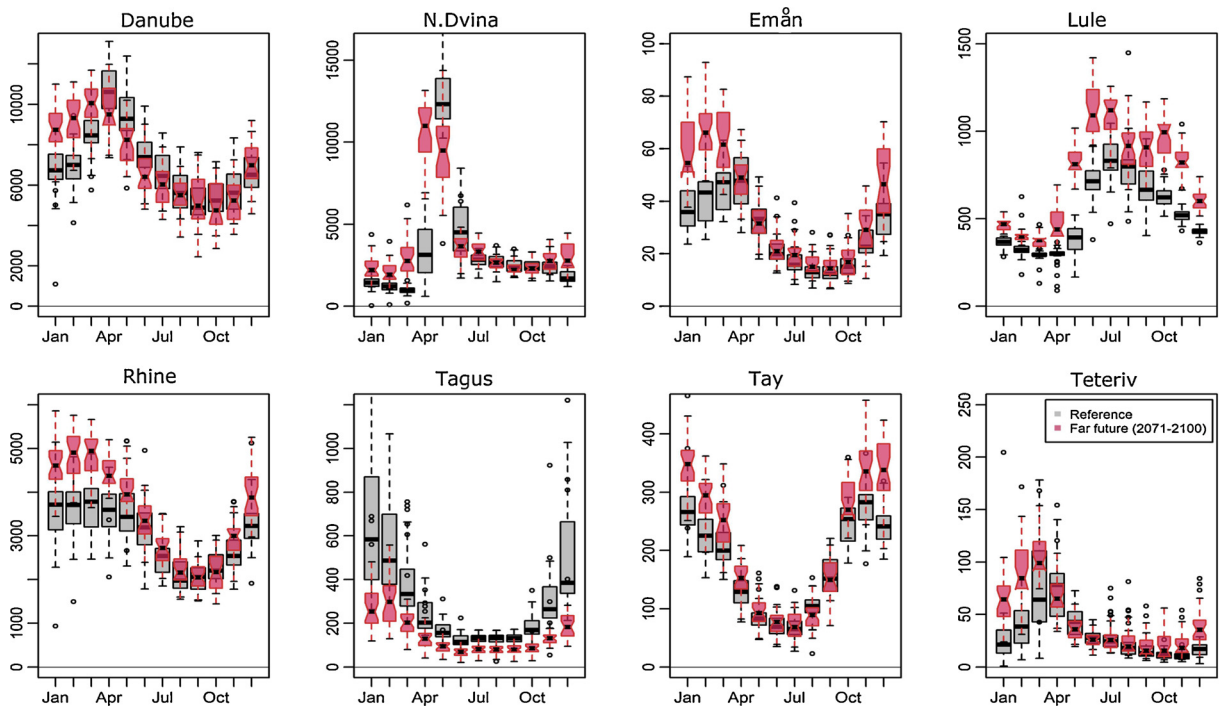 Danube
N.Dvina
Emån
Lule
0 2000 6000 10000
0 5000 10000 15000
0 20 40 60 80 100
0 500 1000 1500
Jan Apr Jul Oct
Jan Apr Jul Oct
Jan Apr Jul Oct
Jan Apr Jul Oct
Rhine
Tagus
Tay
Teteriv
0 1000 3000 5000
0 200 400 600 800 1000
0 100 200 300 400
0 50 100 150 200 250
Reference
Far future (2071-2100)
Jan Apr Jul Oct
Jan Apr Jul Oct
Jan Apr Jul Oct
Jan Apr Jul Oct